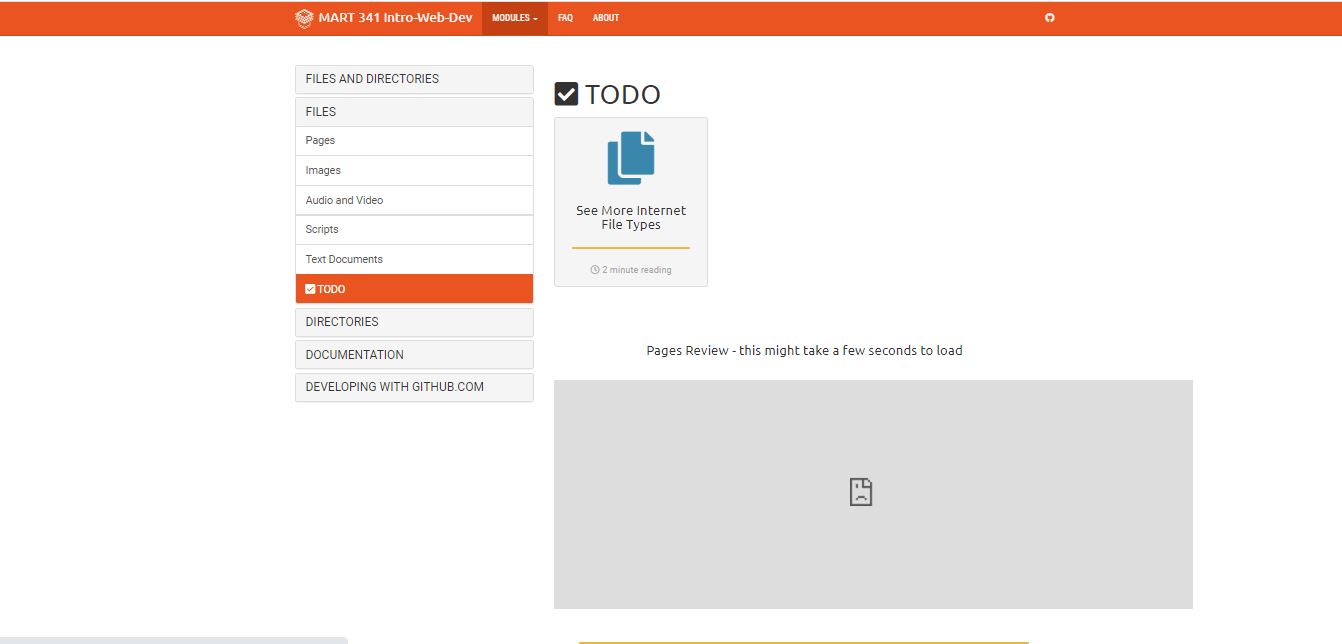 MART 341 Intro-Web-Dev
MODULES
FAQ
ABOUT
FILES AND DIRECTORIES
FILES
Pages
Images
Audio and Video
Scripts
Text Documents
TODO
DIRECTORIES
DOCUMENTATION
DEVELOPING WITH GITHUB.COM
TODO
See More Internet
File Types
2 minute reading
Pages Review - this might take a few seconds to load